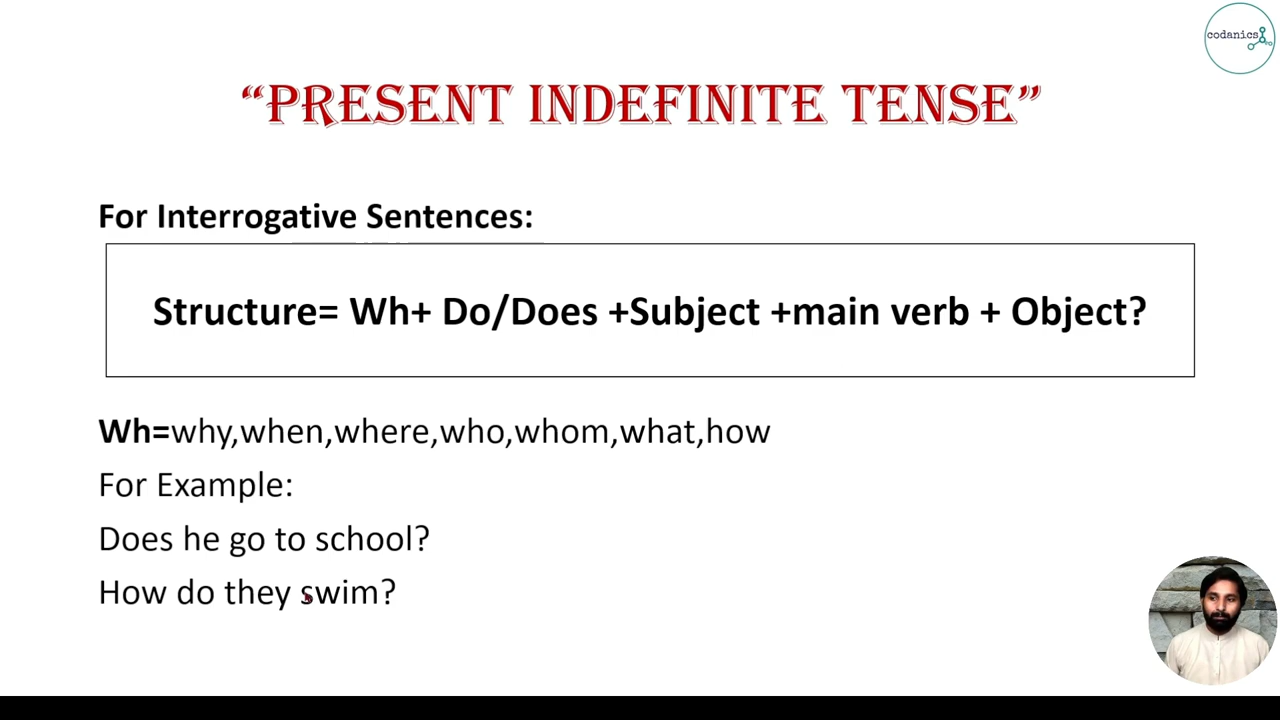 codanics
“PRESENT INDEFINITE TENSE”
For Interrogative Sentences:
Structure= Wh+ Do/Does +Subject +main verb + Object?
Wh=why,when,where,who,whom,what,how
For Example:
Does he go to school?
How do they swim?